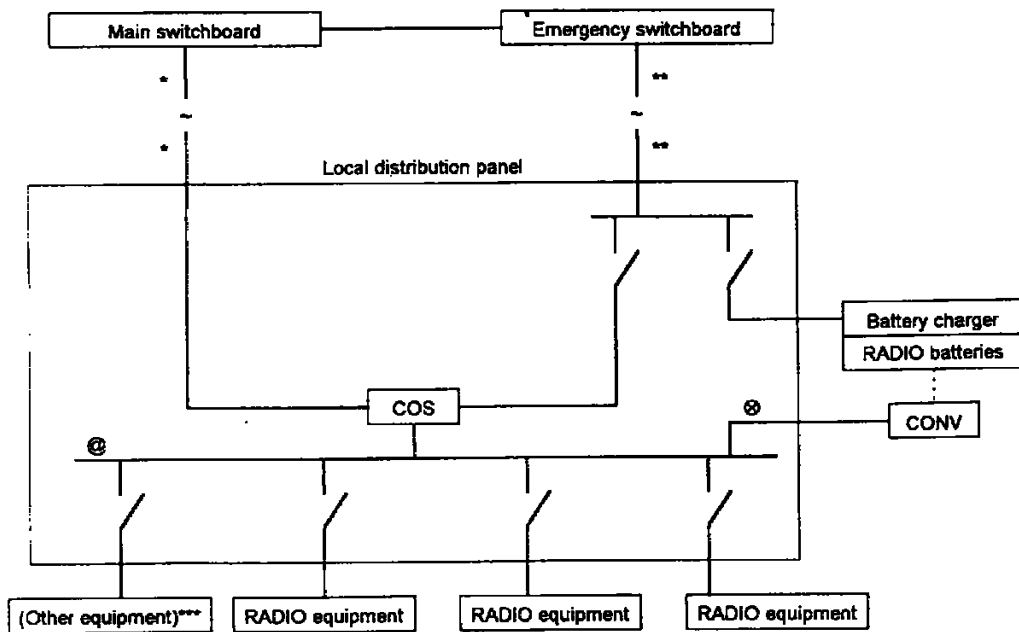 Main switchboard
Emergency switchboard
*
**
~
~
*
**
Local distribution panel
Battery charger
RADIO batteries
COS
⊗
CONV
@
(Other equipment)***
RADIO equipment
RADIO equipment
RADIO equipment